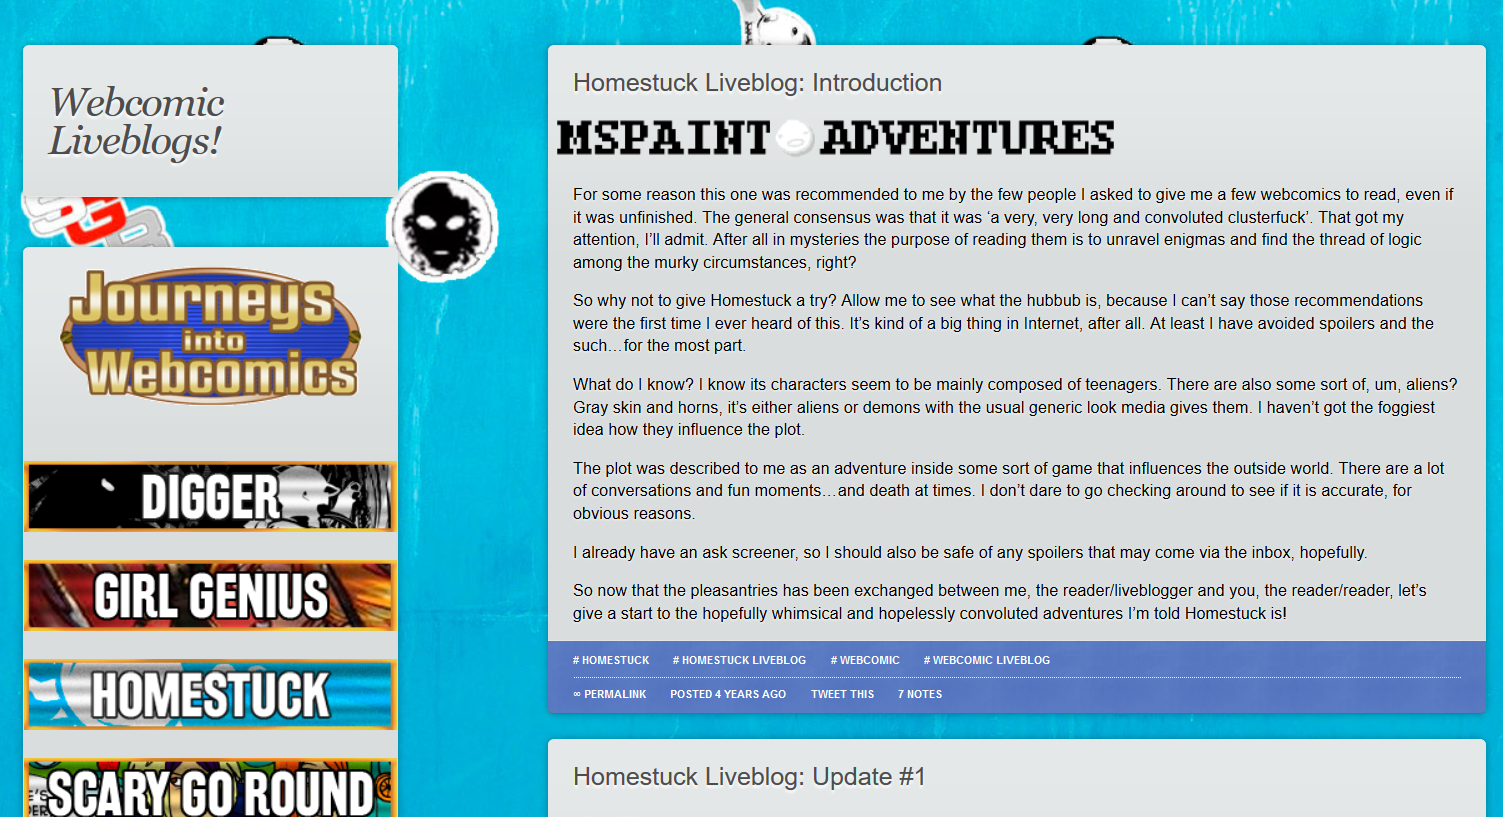 Webcomic
Liveblogs!
Journeys
into
Webcomics
DIGGER
GIRL GENIUS
HOMESTUCK
SCARY GO ROUND
Homestuck Liveblog: Introduction
MSPAINT ADVENTURES
For some reason this one was recommended to me by the few people I asked to give me a few webcomics to read, even if
it was unfinished. The general consensus was that it was ‘a very, very long and convoluted clusterfuck’. That got my
attention, I’ll admit. After all in mysteries the purpose of reading them is to unravel enigmas and find the thread of logic
among the murky circumstances, right?
So why not to give Homestuck a try? Allow me to see what the hubbub is, because I can’t say those recommendations
were the first time I ever heard of this. It’s kind of a big thing in Internet, after all. At least I have avoided spoilers and the
such…for the most part.
What do I know? I know its characters seem to be mainly composed of teenagers. There are also some sort of, um, aliens?
Gray skin and horns, it’s either aliens or demons with the usual generic look media gives them. I haven’t got the foggiest
idea how they influence the plot.
The plot was described to me as an adventure inside some sort of game that influences the outside world. There are a lot
of conversations and fun moments…and death at times. I don’t dare to go checking around to see if it is accurate, for
obvious reasons.
I already have an ask screener, so I should also be safe of any spoilers that may come via the inbox, hopefully.
So now that the pleasantries has been exchanged between me, the reader/liveblogger and you, the reader/reader, let’s
give a start to the hopefully whimsical and hopelessly convoluted adventures I’m told Homestuck is!
# HOMESTUCK # HOMESTUCK LIVEBLOG # WEBCOMIC # WEBCOMIC LIVEBLOG
∞ PERMALINK POSTED 4 YEARS AGO TWEET THIS 7 NOTES
Homestuck Liveblog: Update #1